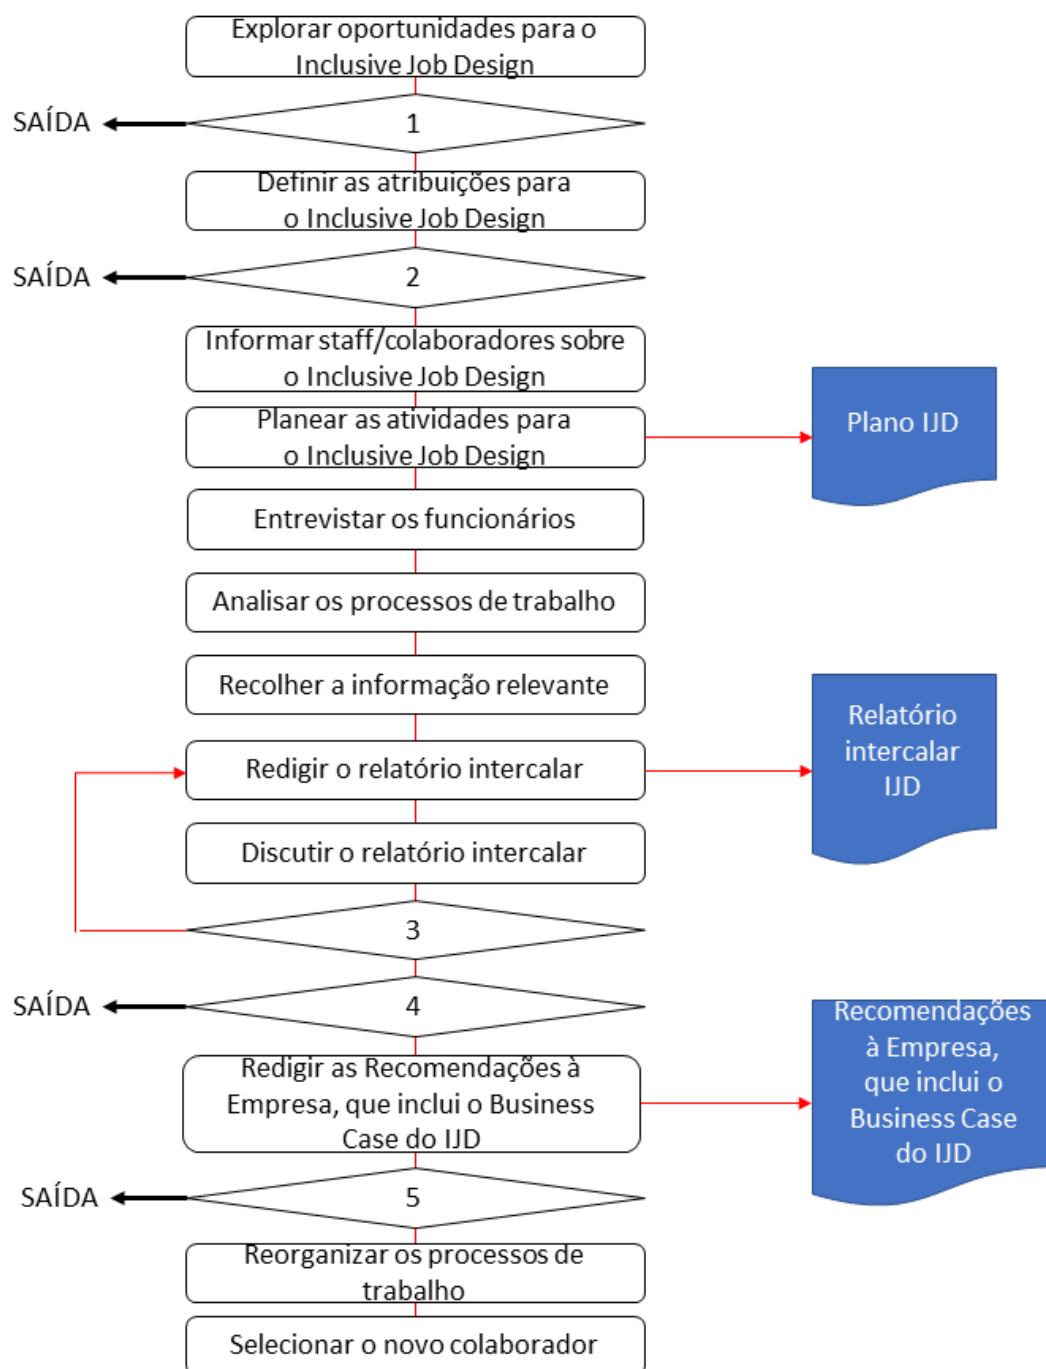 Explorar oportunidades para o
Inclusive Job Design
SAÍDA
1
Definir as atribuições para
o Inclusive Job Design
SAÍDA
2
Informar staff/colaboradores sobre
o Inclusive Job Design
Planear as atividades para
o Inclusive Job Design
Plano IJD
Entrevistar os funcionários
Analisar os processos de trabalho
Recolher a informação relevante
Redigir o relatório intercalar
Relatório
intercalar
IJD
Discutir o relatório intercalar
3
SAÍDA
4
Redigir as Recomendações à
Empresa, que inclui o Business
Case do IJD
Recomendações
à Empresa,
que inclui o
Business Case
do IJD
SAÍDA
5
Reorganizar os processos de
trabalho
Selecionar o novo colaborador